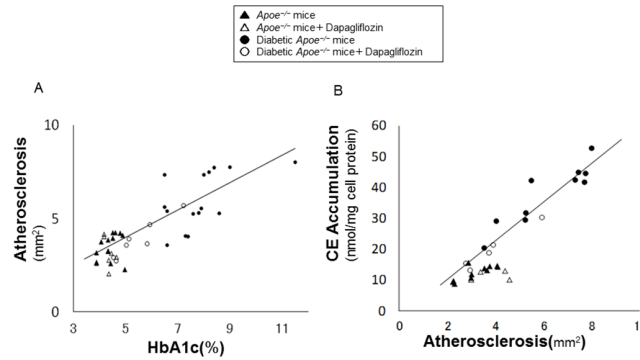 ▲ Apoe⁻/⁻ mice
△ Apoe⁻/⁻ mice+ Dapagliflozin
● Diabetic Apoe⁻/⁻ mice
○ Diabetic Apoe⁻/⁻ mice+ Dapagliflozin
A
Atherosclerosis
(mm²)
10
5
0
3 5 7 9 11
HbA1c(%)
B
CE Accumulation
(nmol/mg cell protein)
60
50
40
30
20
10
0
0 2 4 6 8 1
Atherosclerosis(mm²)